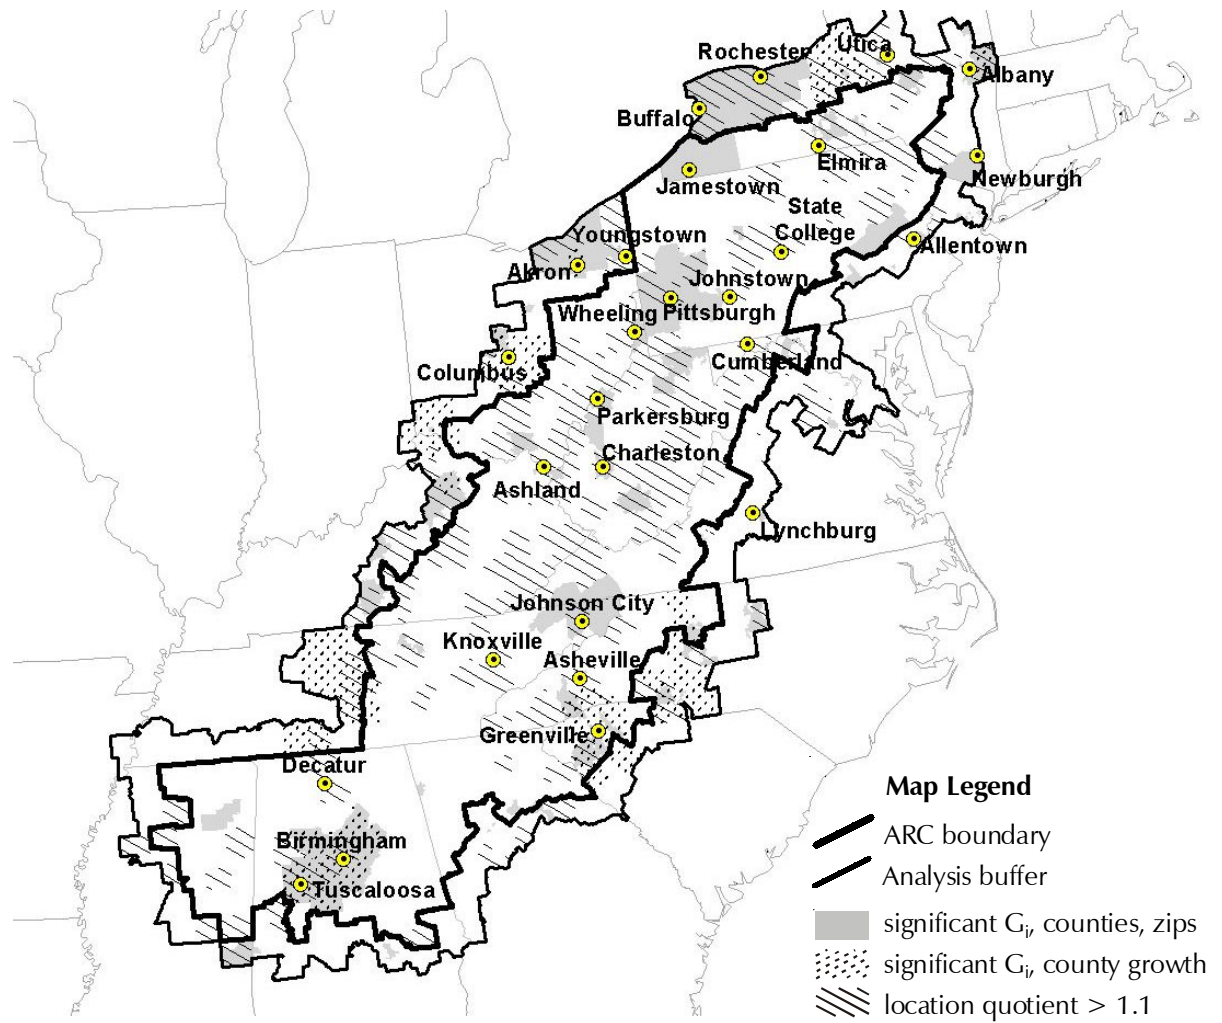 Utica
Rochester
Albany
Buffalo
Elmira
Newburgh
Jamestown
State
College
Youngstown
Allentown
Akron
Johnstown
Wheeling
Pittsburgh
Cumberland
Columbus
Parkersburg
Charleston
Ashland
Lynchburg
Johnson City
Knoxville
Asheville
Greenville
Decatur
Birmingham
Tuscaloosa
Map Legend
ARC boundary
Analysis buffer
significant Gi, counties, zips
significant Gi, county growth
location quotient > 1.1